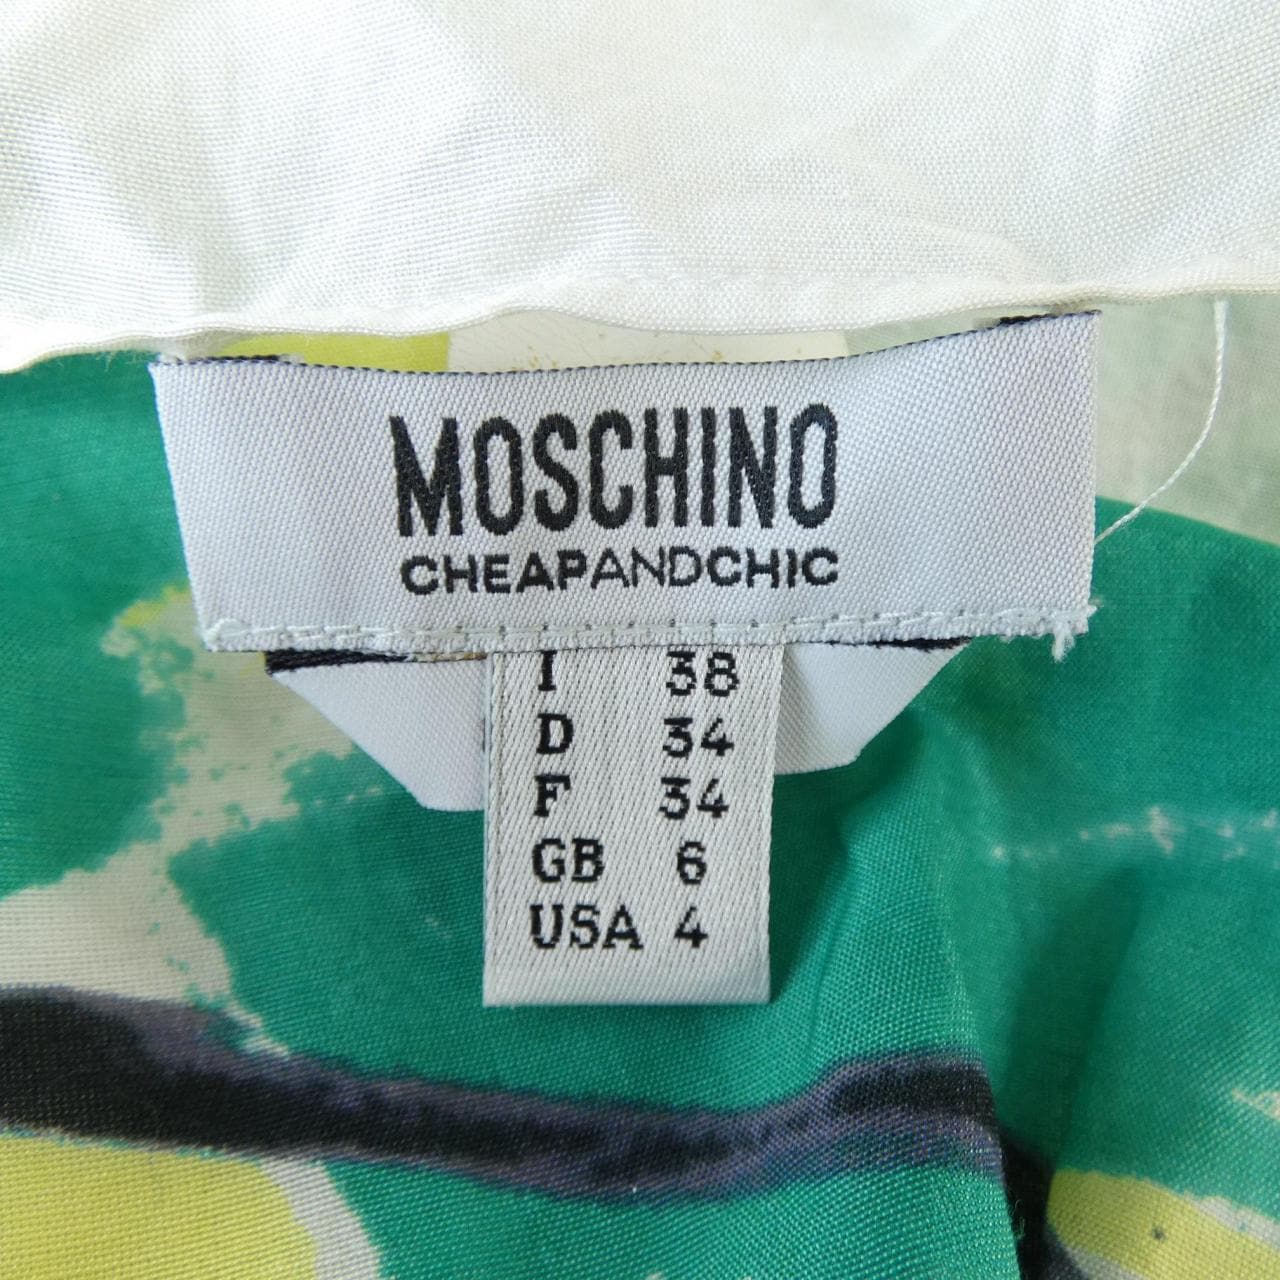 MOSCHINO
CHEAPANDCHIC
I 38
D 34
F 34
GB 6
USA 4